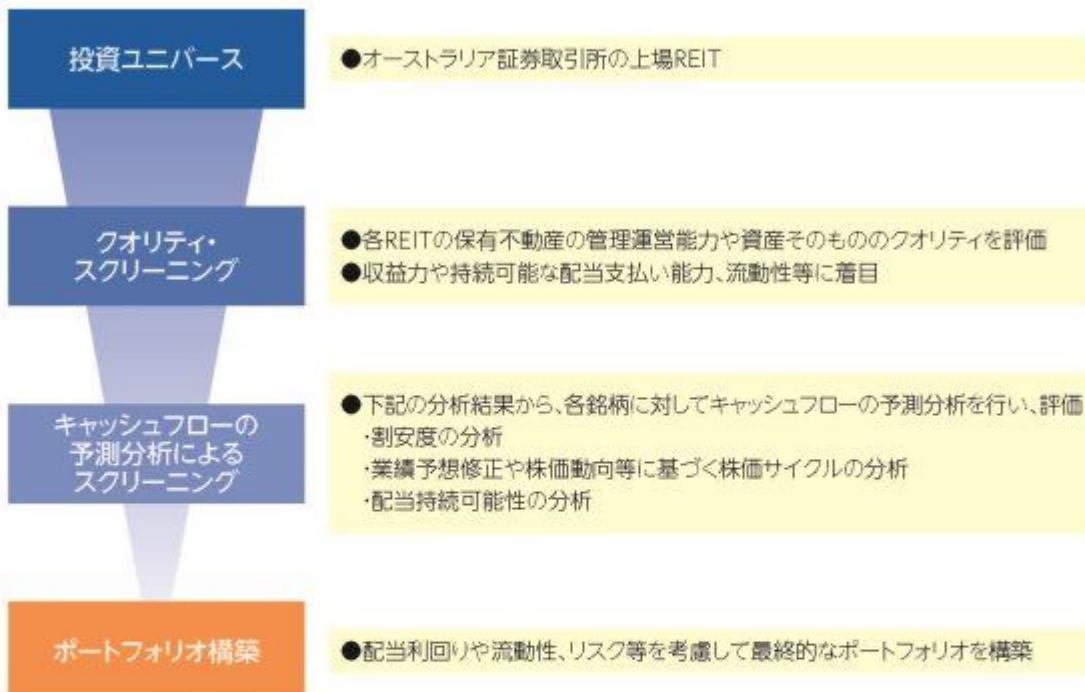 投資ユニバース
●オーストラリア証券取引所の上場REIT
クオリティ・
スクリーニング
●各REITの保有不動産の管理運営能力や資産そのもののクオリティを評価
●収益力や持続可能な配当支払い能力、流動性等に着目
キャッシュフローの
予測分析による
スクリーニング
●下記の分析結果から、各銘柄に対してキャッシュフローの予測分析を行い、評価
・割安度の分析
・業績予想修正や株価動向等に基づく株価サイクルの分析
・配当持続可能性の分析
ポートフォリオ構築
●配当利回りや流動性、リスク等を考慮して最終的なポートフォリオを構築